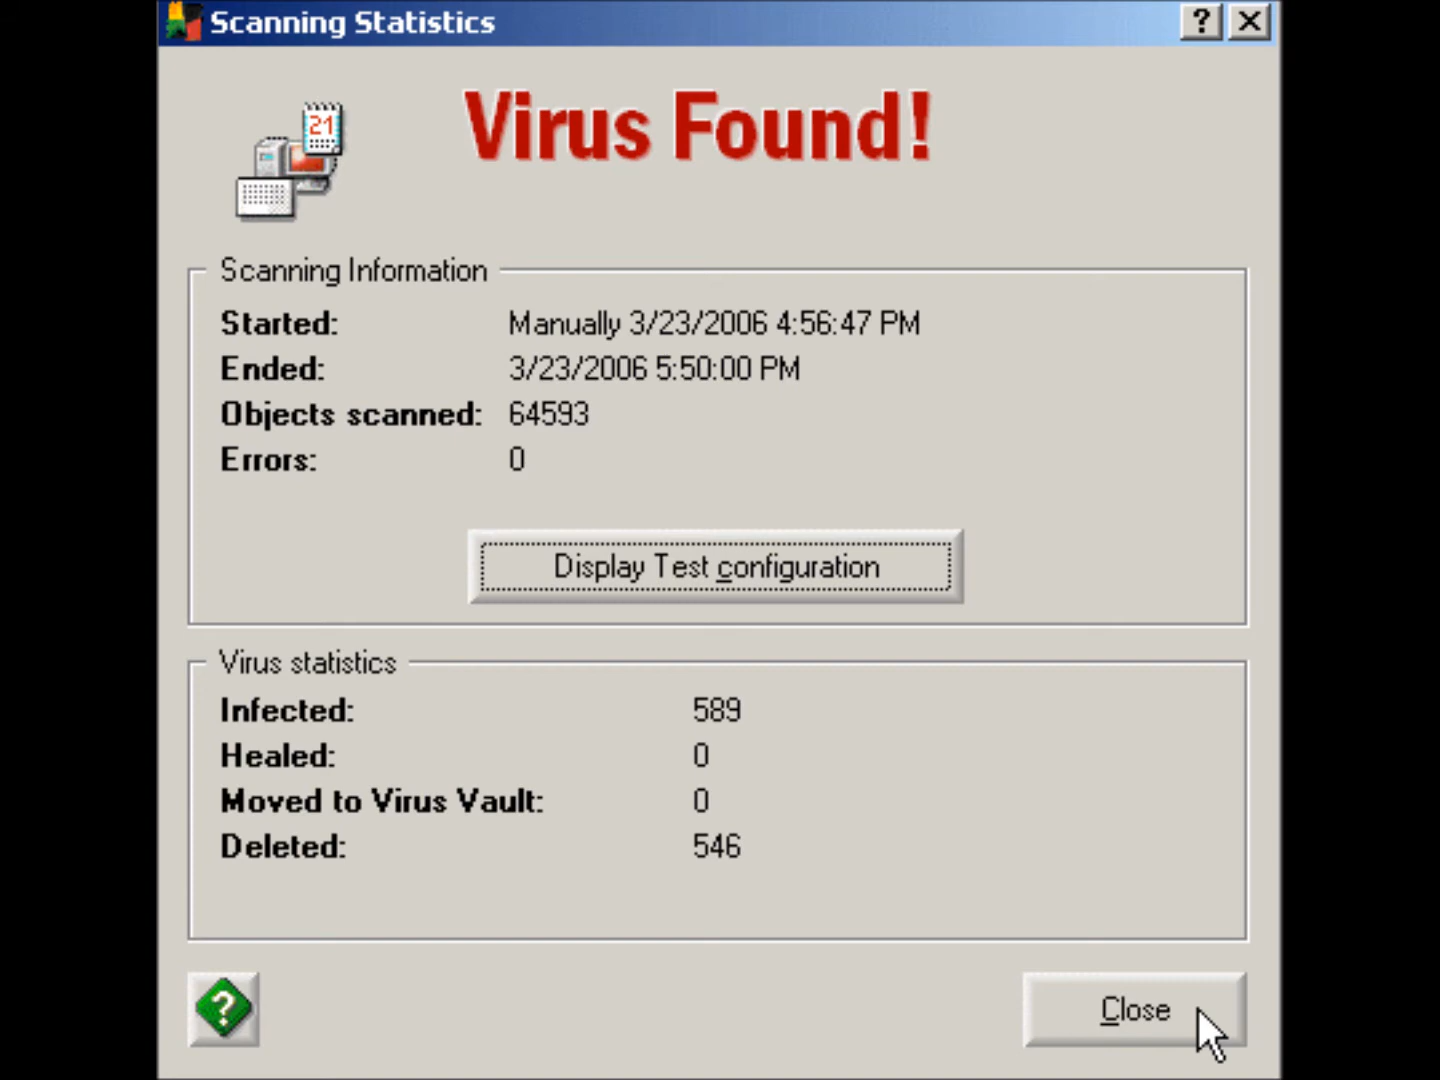 Scanning Statistics
? X
21
Virus Found!
Scanning Information
Started: Manually 3/23/2006 4:56:47 PM
Ended: 3/23/2006 5:50:00 PM
Objects scanned: 64593
Errors: 0
Display Test configuration
Virus statistics
Infected: 589
Healed: 0
Moved to Virus Vault: 0
Deleted: 546
?
Close